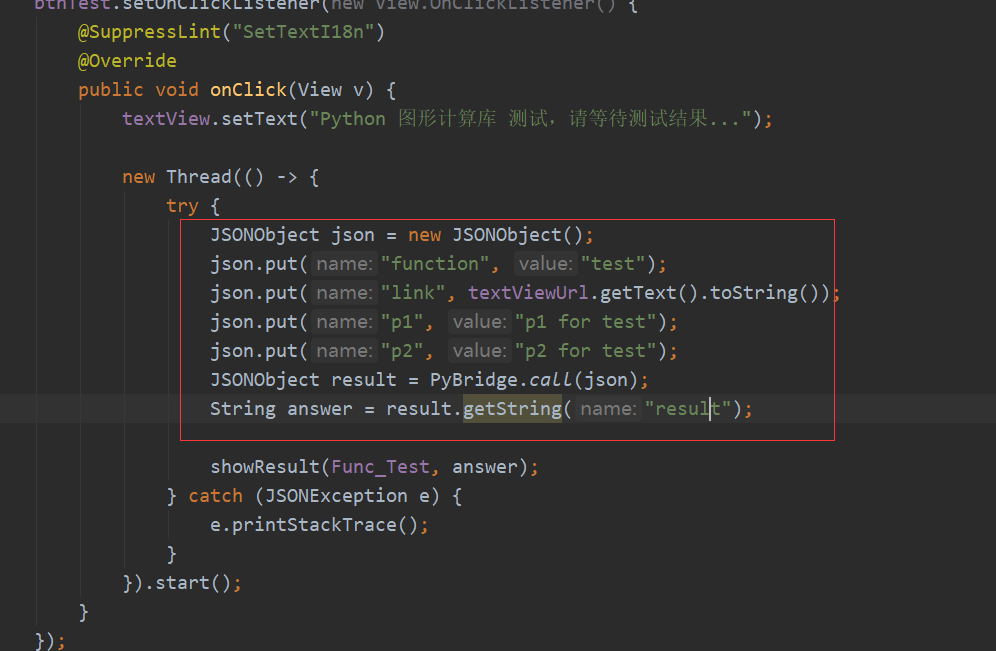 btnTest.setOnClickListener(new View.OnClickListener() {
@SuppressLint("SetTextI18n")
@Override
public void onClick(View v) {
textView.setText("Python 图形计算库 测试，请等待测试结果...");
new Thread(() -> {
try {
JSONObject json = new JSONObject();
json.put( name: "function", value: "test");
json.put( name: "link", textViewUrl.getText().toString());
json.put( name: "p1", value: "p1 for test");
json.put( name: "p2", value: "p2 for test");
JSONObject result = PyBridge.call(json);
String answer = result.getString( name: "result");
showResult(Func_Test, answer);
} catch (JSONException e) {
e.printStackTrace();
}
}).start();
}
});